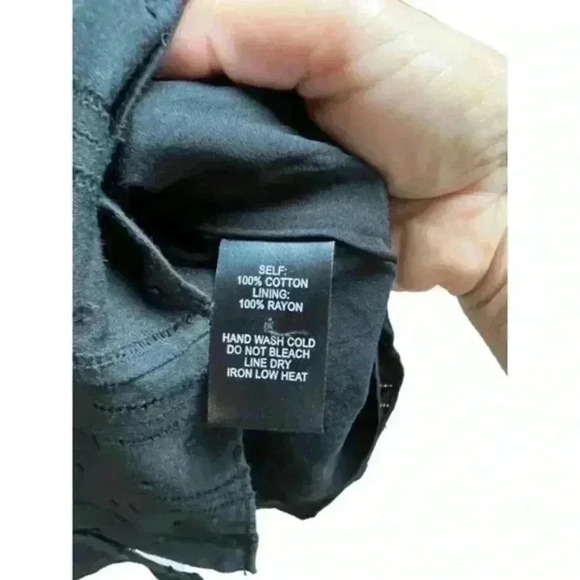 SELF:
100% COTTON
LINING:
100% RAYON
HAND WASH COLD
DO NOT BLEACH
LINE DRY
IRON LOW HEAT